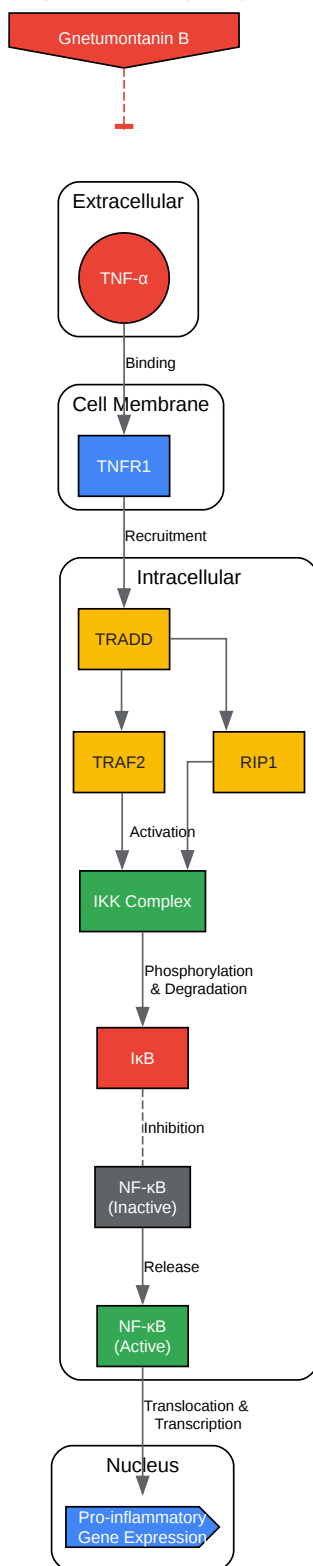 Gnetumontanin B
Extracellular
TNF-α
Binding
Cell Membrane
TNFR1
Recruitment
Intracellular
TRADD
TRAF2
RIP1
Activation
IKK Complex
Phosphorylation
& Degradation
IκB
Inhibition
NF-κB
(Inactive)
Release
NF-κB
(Active)
Translocation &
Transcription
Nucleus
Pro-inflammatory
Gene Expression